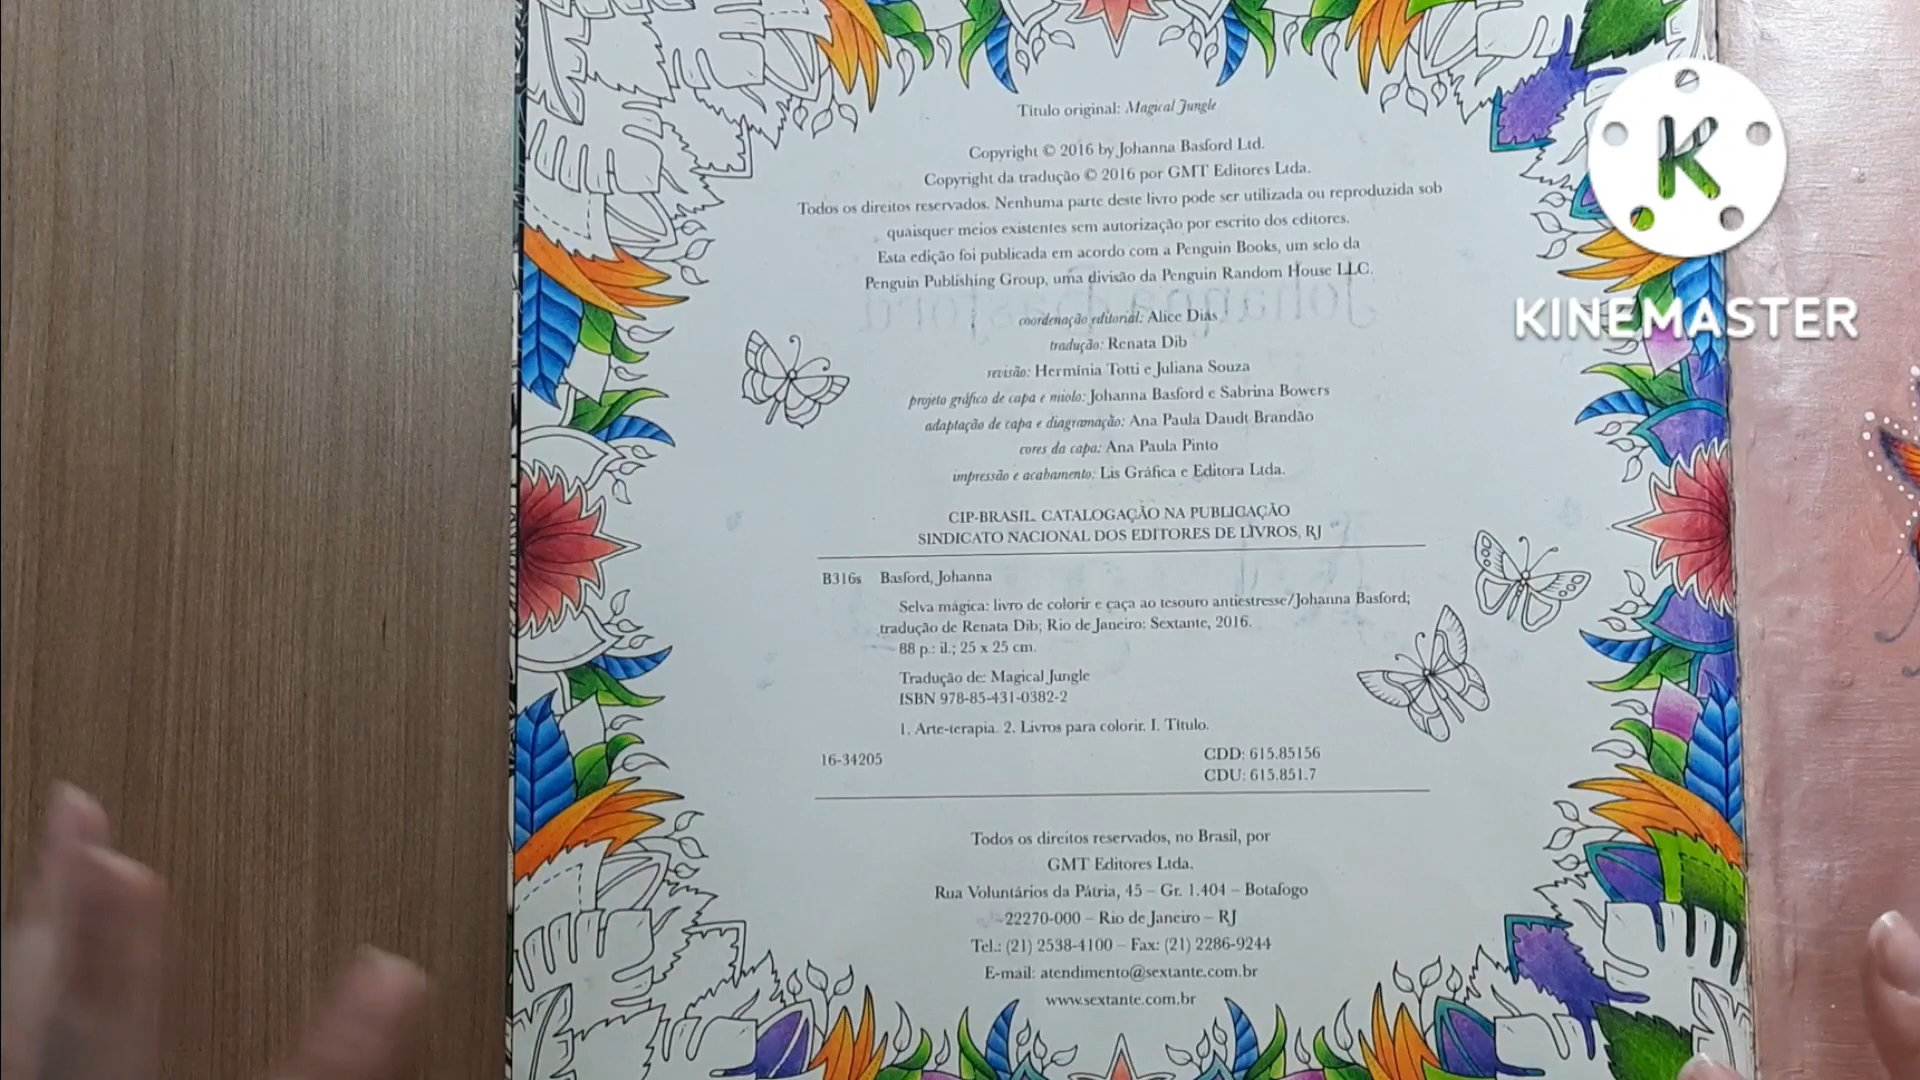 Título original: Magical Jungle
Copyright © 2016 by Johanna Basford Ltd.
Copyright da tradução © 2016 por GMT Editores Ltda.
Todos os direitos reservados. Nenhuma parte deste livro pode ser utilizada ou reproduzida sob
quaisquer meios existentes sem autorização por escrito dos editores.
Esta edição foi publicada em acordo com a Penguin Books, um selo da
Penguin Publishing Group, uma divisão da Penguin Random House LLC.
coordenação editorial: Alice Dias
tradução: Renata Dib
revisão: Hermínia Totti e Juliana Souza
projeto gráfico de capa e miolo: Johanna Basford e Sabrina Bowers
adaptação de capa e diagramação: Ana Paula Daudt Brandão
cores da capa: Ana Paula Pinto
impressão e acabamento: Lis Gráfica e Editora Ltda.
CIP-BRASIL. CATALOGAÇÃO NA PUBLICAÇÃO
SINDICATO NACIONAL DOS EDITORES DE LIVROS, RJ
B316s Basford, Johanna
Selva mágica: livro de colorir e caça ao tesouro antiestresse/Johanna Basford;
tradução de Renata Dib; Rio de Janeiro: Sextante, 2016.
88 p.: il.; 25 x 25 cm.
Tradução de: Magical Jungle
ISBN 978-85-431-0382-2
1. Arte-terapia. 2. Livros para colorir. I. Título.
16-34205
CDD: 615.85156
CDU: 615.851.7
Todos os direitos reservados, no Brasil, por
GMT Editores Ltda.
Rua Voluntários da Pátria, 45 – Gr. 1.404 – Botafogo
22270-000 – Rio de Janeiro – RJ
Tel.: (21) 2538-4100 – Fax: (21) 2286-9244
E-mail: atendimento@sextante.com.br
www.sextante.com.br
K
KINEMASTER